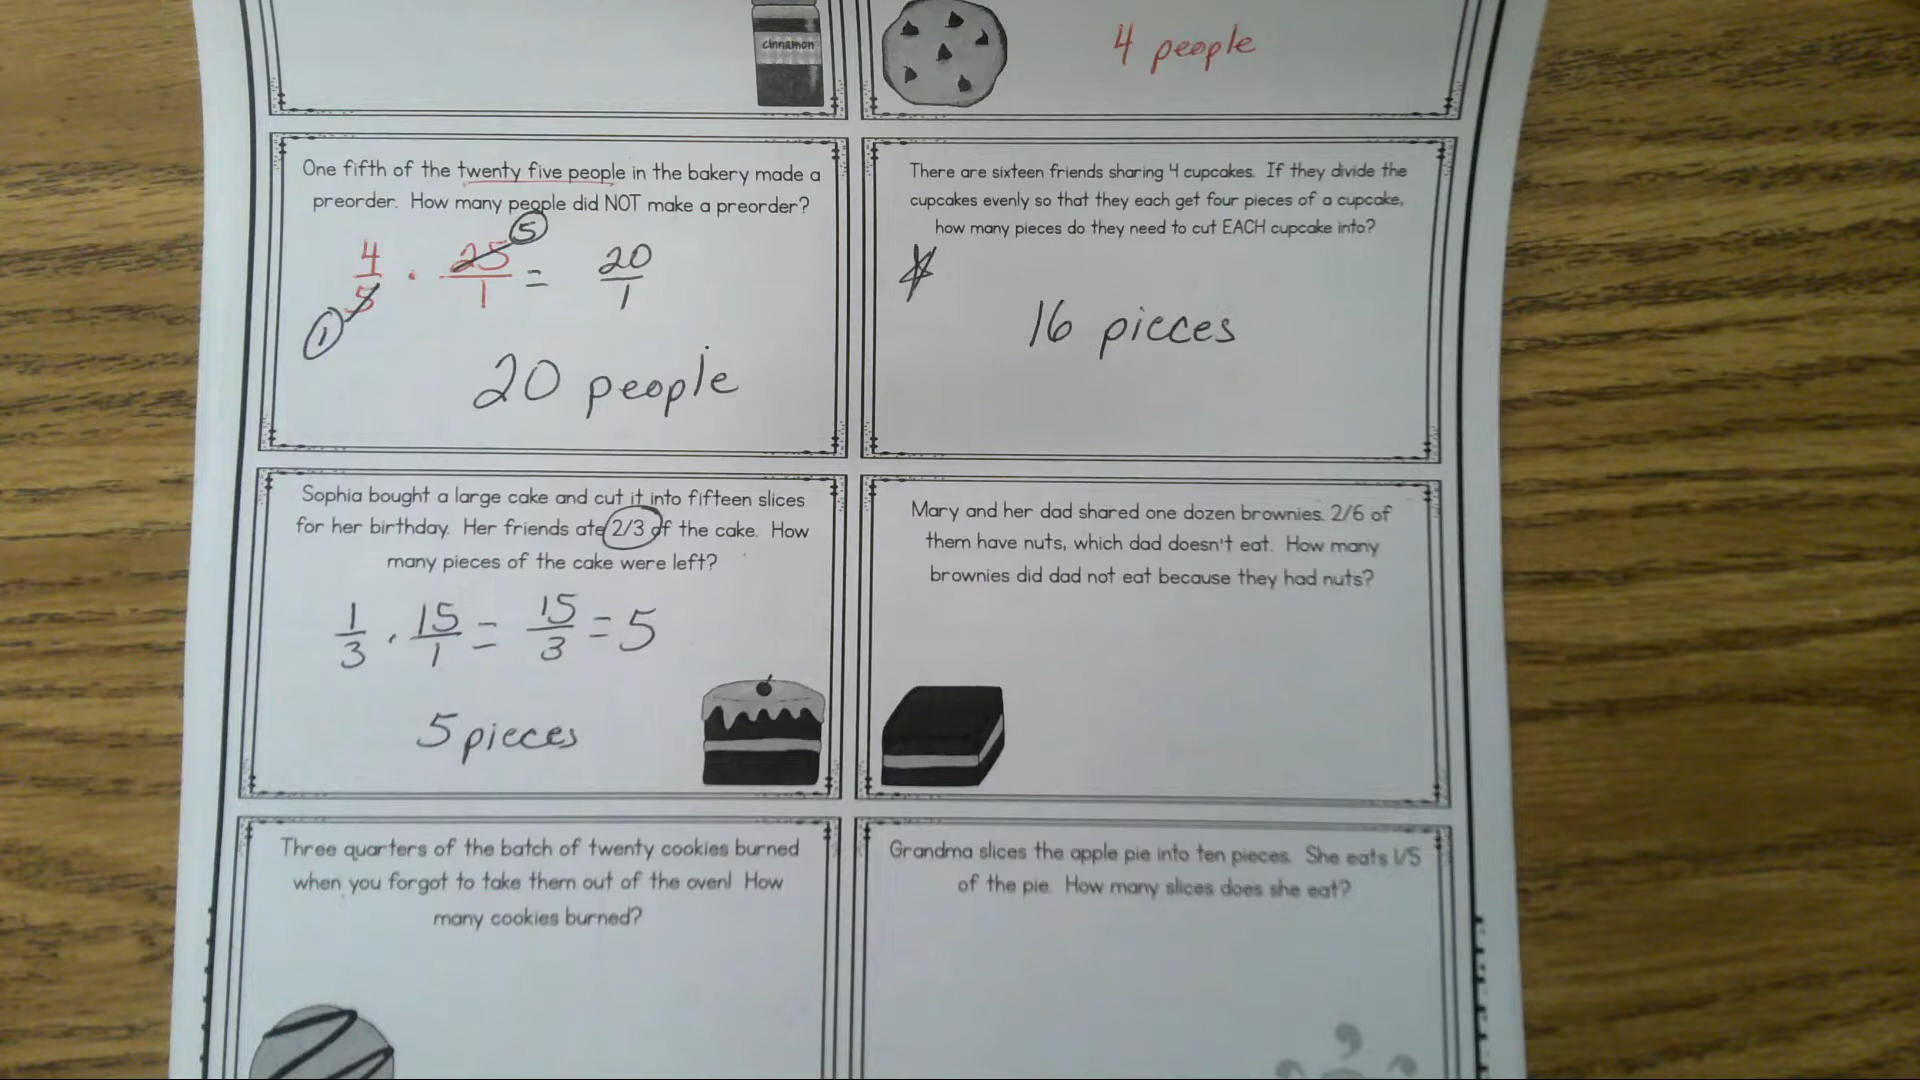 cinnamon
4 people
One fifth of the twenty five people in the bakery made a
preorder. How many people did NOT make a preorder?
4/5 · 25/1 = 20/1
5
1
20 people
There are sixteen friends sharing 4 cupcakes. If they divide the
cupcakes evenly so that they each get four pieces of a cupcake,
how many pieces do they need to cut EACH cupcake into?
16 pieces
Sophia bought a large cake and cut it into fifteen slices
for her birthday. Her friends ate 2/3 of the cake. How
many pieces of the cake were left?
1/3 · 15/1 = 15/3 = 5
5 pieces
Mary and her dad shared one dozen brownies. 2/6 of
them have nuts, which dad doesn't eat. How many
brownies did dad not eat because they had nuts?
Three quarters of the batch of twenty cookies burned
when you forgot to take them out of the oven! How
many cookies burned?
Grandma slices the apple pie into ten pieces. She eats 1/5
of the pie. How many slices does she eat?